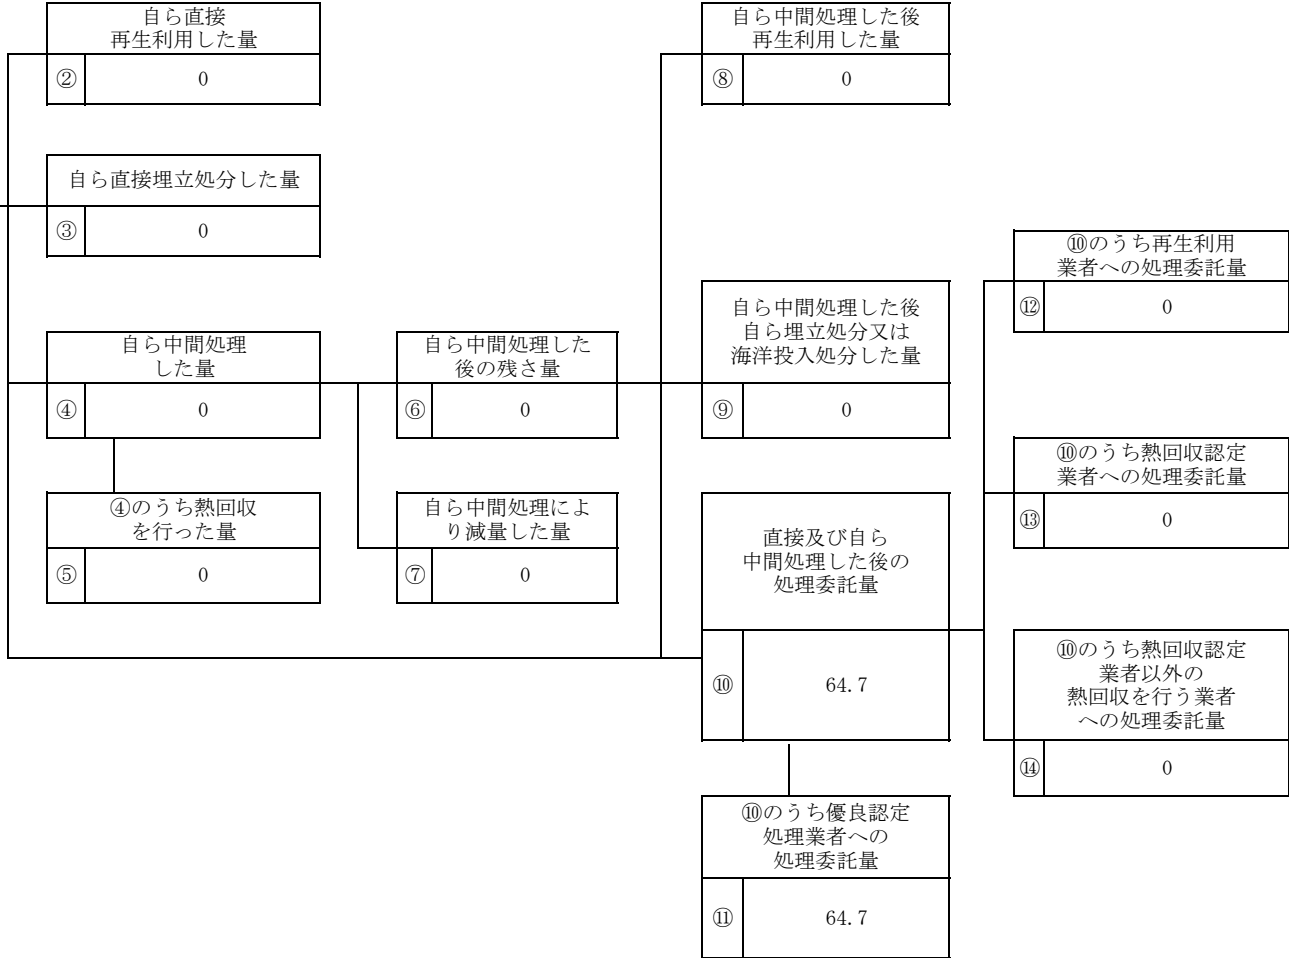 自ら直接
再生利用した量
② 0
自ら中間処理した後
再生利用した量
⑧ 0
自ら直接埋立処分した量
③ 0
⑩のうち再生利用
業者への処理委託量
⑫ 0
自ら中間処理
した量
④ 0
自ら中間処理した
後の残さ量
⑥ 0
自ら中間処理した後
自ら埋立処分又は
海洋投入処分した量
⑨ 0
⑩のうち熱回収認定
業者への処理委託量
⑬ 0
④のうち熱回収
を行った量
⑤ 0
自ら中間処理によ
り減量した量
⑦ 0
直接及び自ら
中間処理した後の
処理委託量
⑩ 64.7
⑩のうち熱回収認定
業者以外の
熱回収を行う業者
への処理委託量
⑭ 0
⑩のうち優良認定
処理業者への
処理委託量
⑪ 64.7